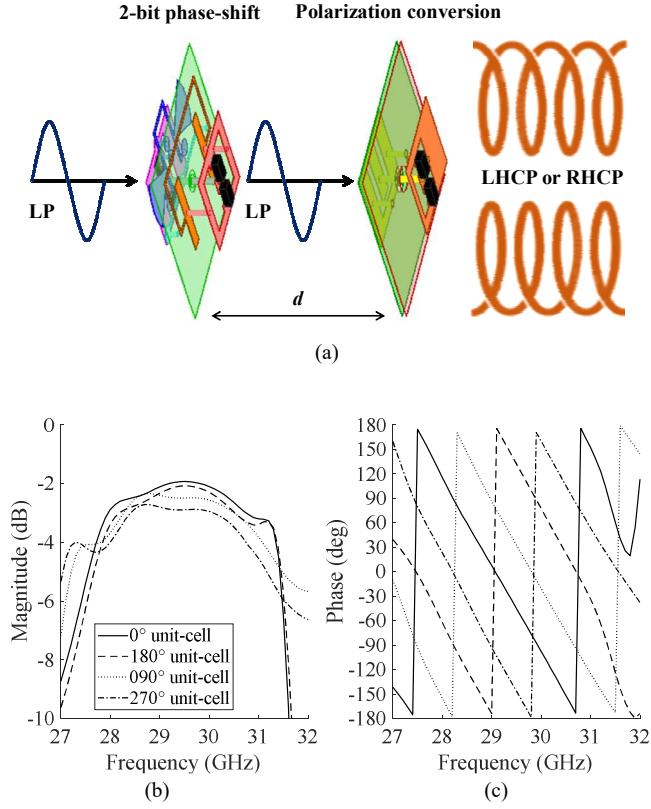 2-bit phase-shift Polarization conversion
LP
LP
LHCP or RHCP
d
(a)
0
-2
-4
-6
-8
-10
Magnitude (dB)
0° unit-cell
180° unit-cell
090° unit-cell
270° unit-cell
27 28 29 30 31 32
Frequency (GHz)
(b)
180
150
120
90
60
30
0
-30
-60
-90
-120
-150
-180
Phase (deg)
27 28 29 30 31 32
Frequency (GHz)
(c)